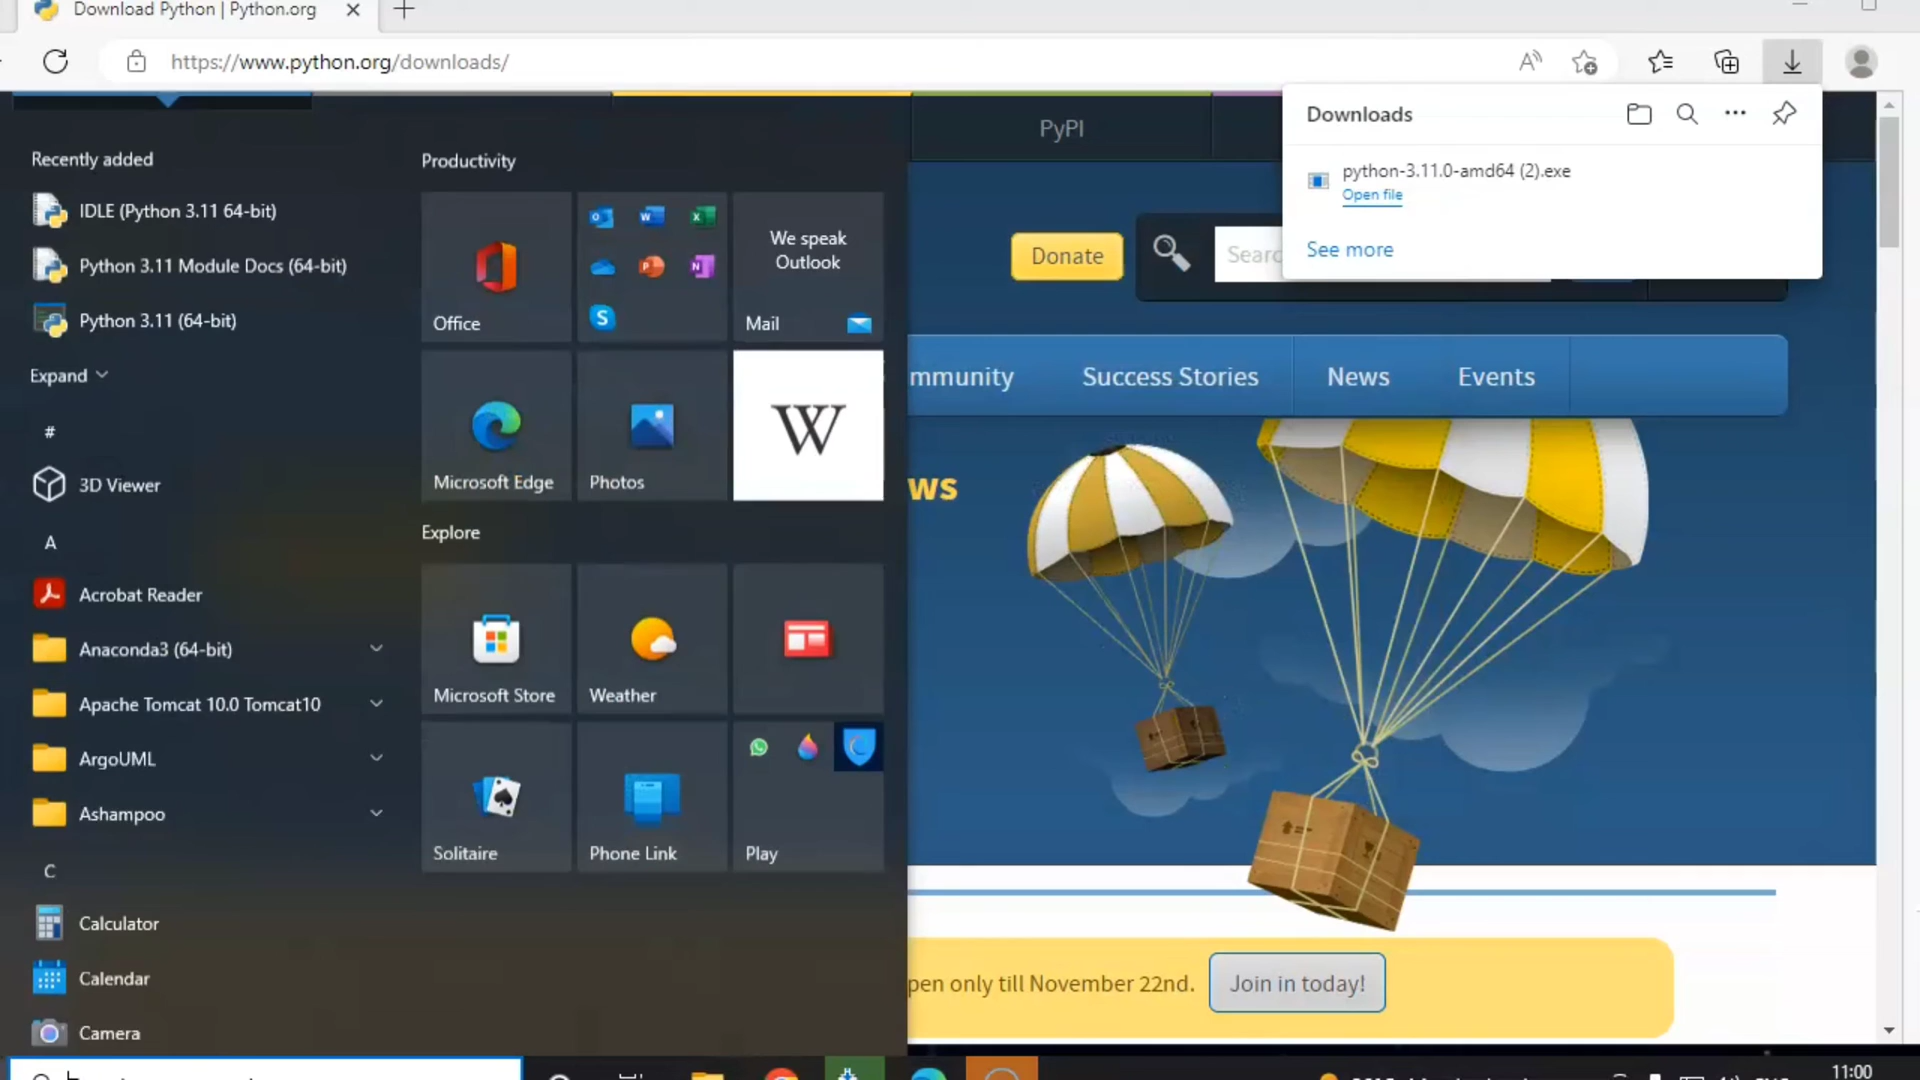 Download Python | Python.org
https://www.python.org/downloads/
Downloads
python-3.11.0-amd64 (2).exe
Open file
See more
PyPI
Donate
Searc
mmunity
Success Stories
News
Events
ws
pen only till November 22nd.
Join in today!
Recently added
IDLE (Python 3.11 64-bit)
Python 3.11 Module Docs (64-bit)
Python 3.11 (64-bit)
Expand
#
3D Viewer
A
Acrobat Reader
Anaconda3 (64-bit)
Apache Tomcat 10.0 Tomcat10
ArgoUML
Ashampoo
C
Calculator
Calendar
Camera
Productivity
Office
We speak
Outlook
Mail
Microsoft Edge
Photos
W
Explore
Microsoft Store
Weather
Solitaire
Phone Link
Play
11:00